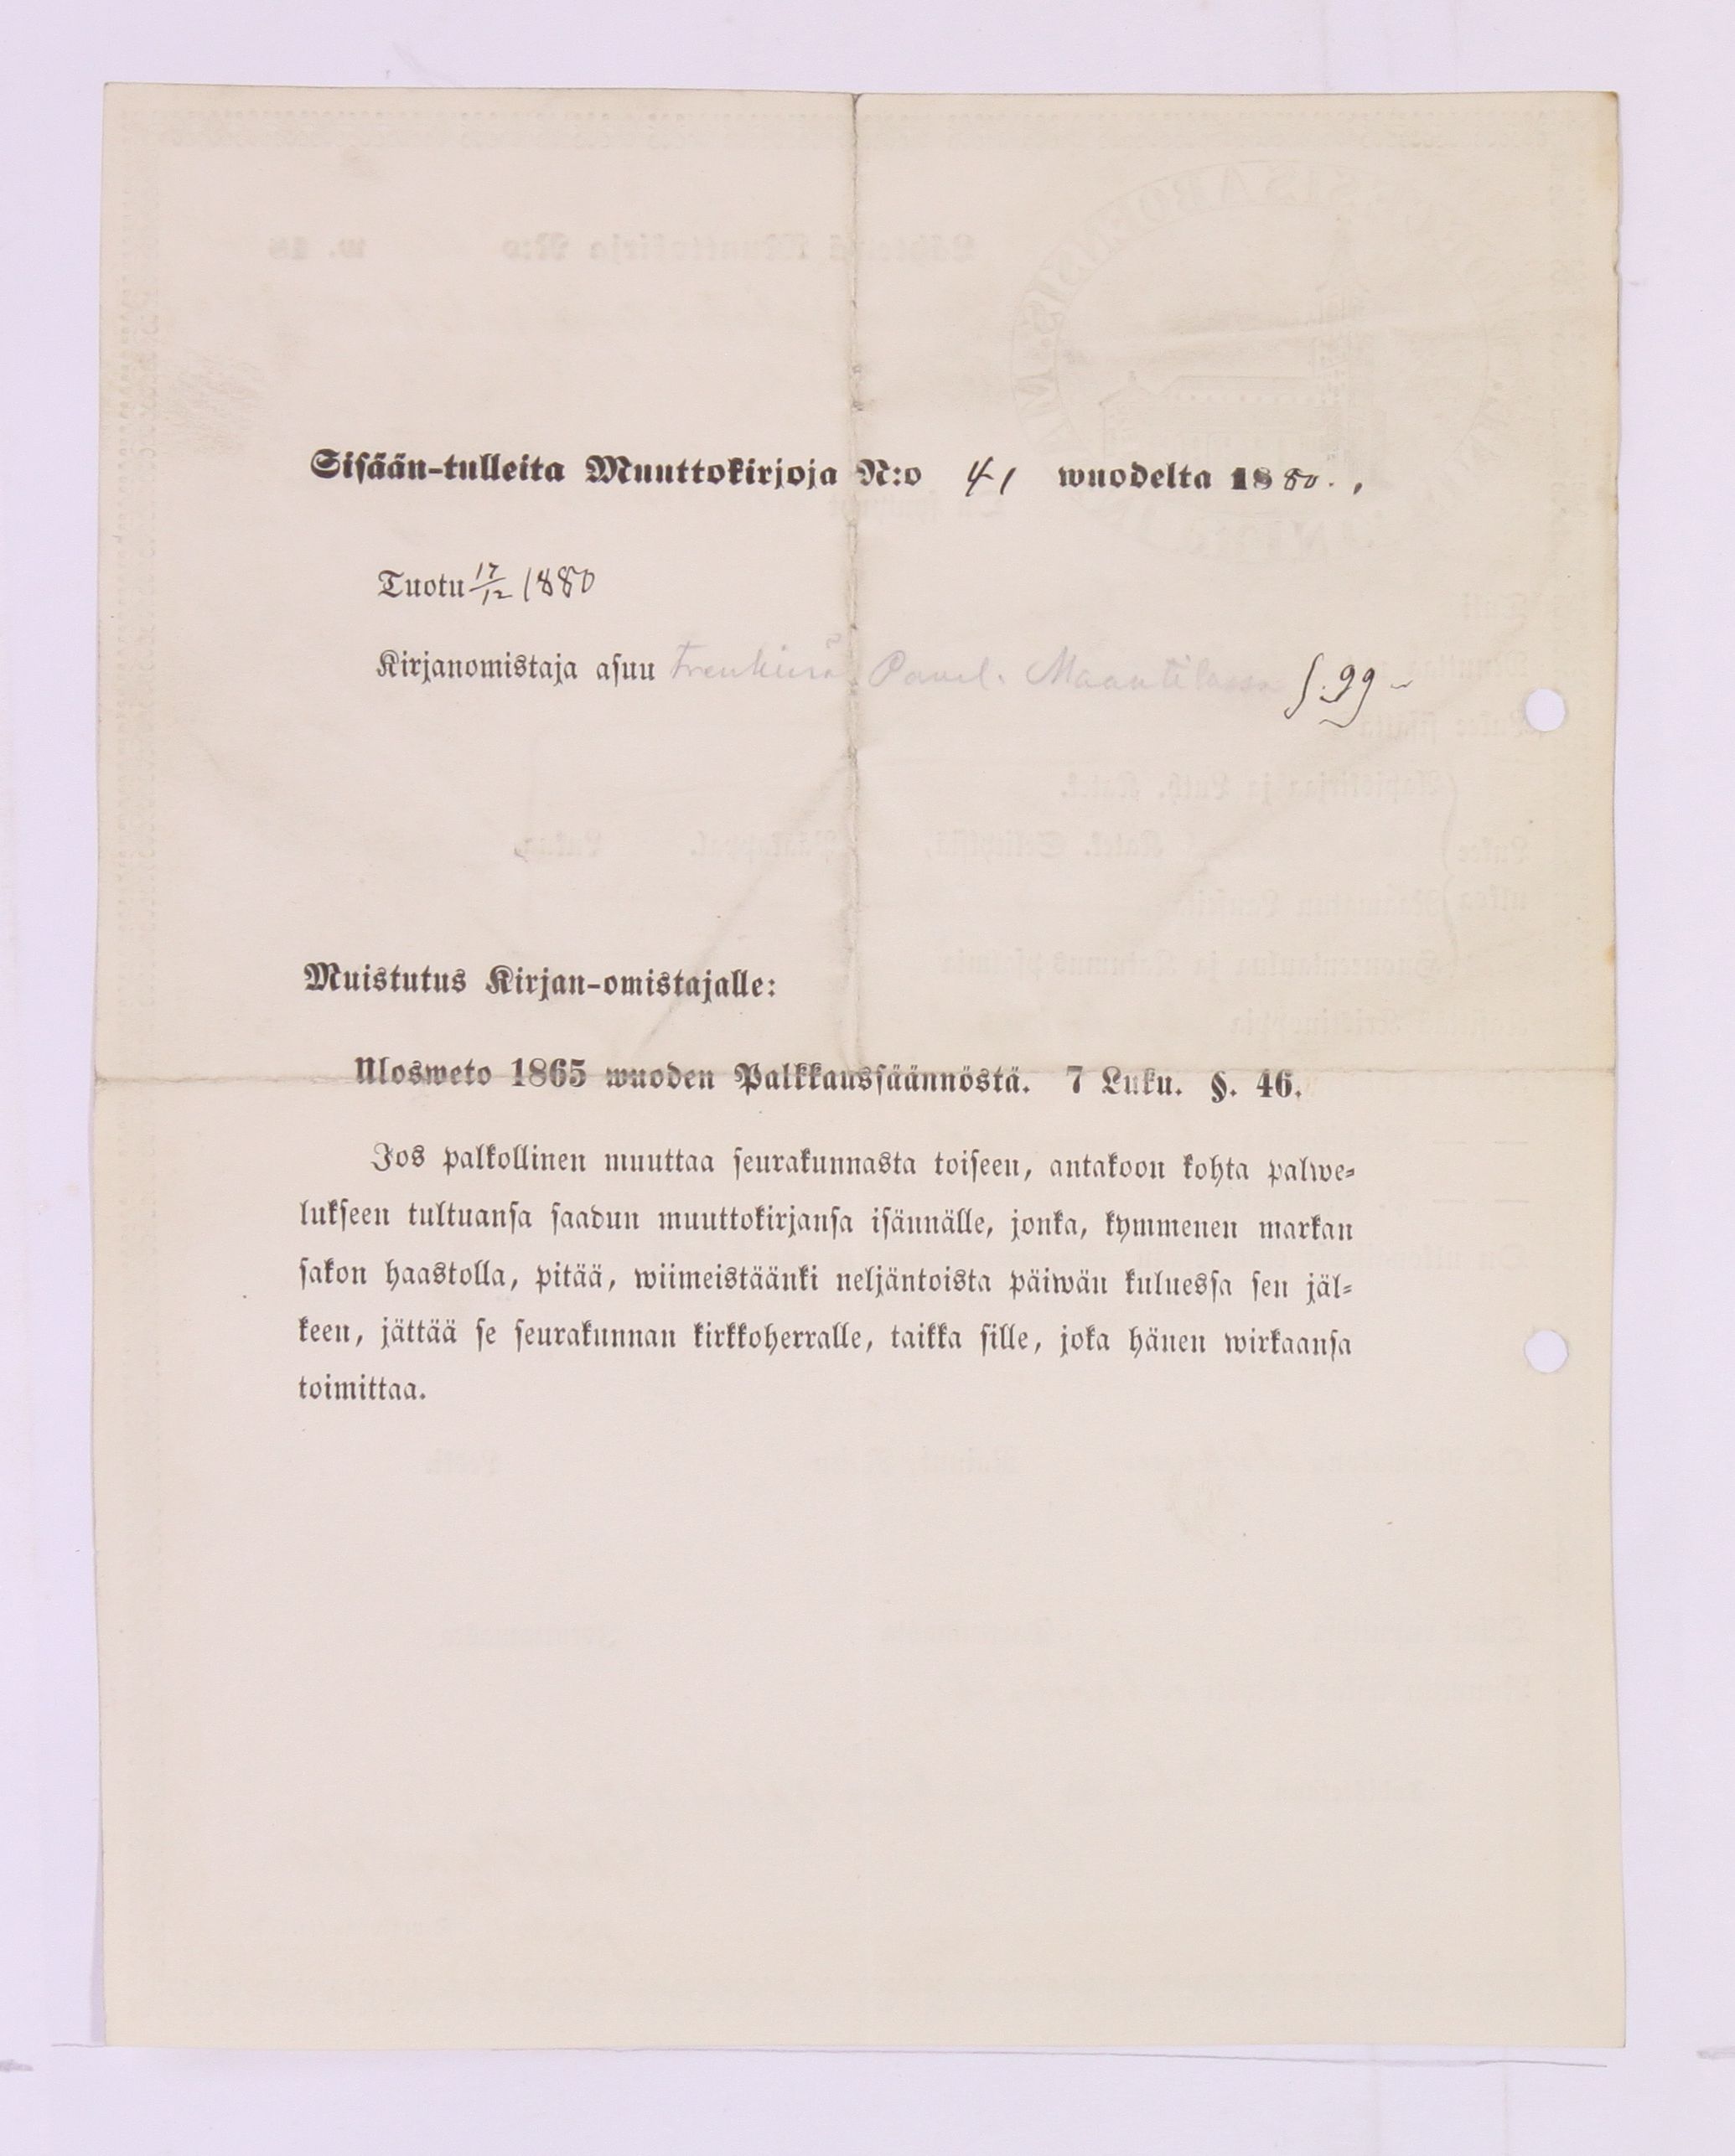 Sisään-tulleita Muuttokirjoja N:o 41 wuodelta 1880.,
Tuotu 17/12 1880
Kirjanomistaja asuu S. 99
Muistutus Kirjan-omistajalle:
Ulosweto 1865 wuoden Palkkaussäännöstä. 7 Luku. §. 46.
Jos palkollinen muuttaa seurakunnasta toiseen, antakoon kohta palwe-
lukseen tultuansa saadun muuttokirjansa isännälle, jonka, kymmenen markan
sakon haastolla, pitää, wiimeistäänki neljäntoista päiwän kuluessa sen jäl-
keen, jättää se seurakunnan kirkkoherralle, taikka sille, joka hänen wirkaansa
toimittaa.